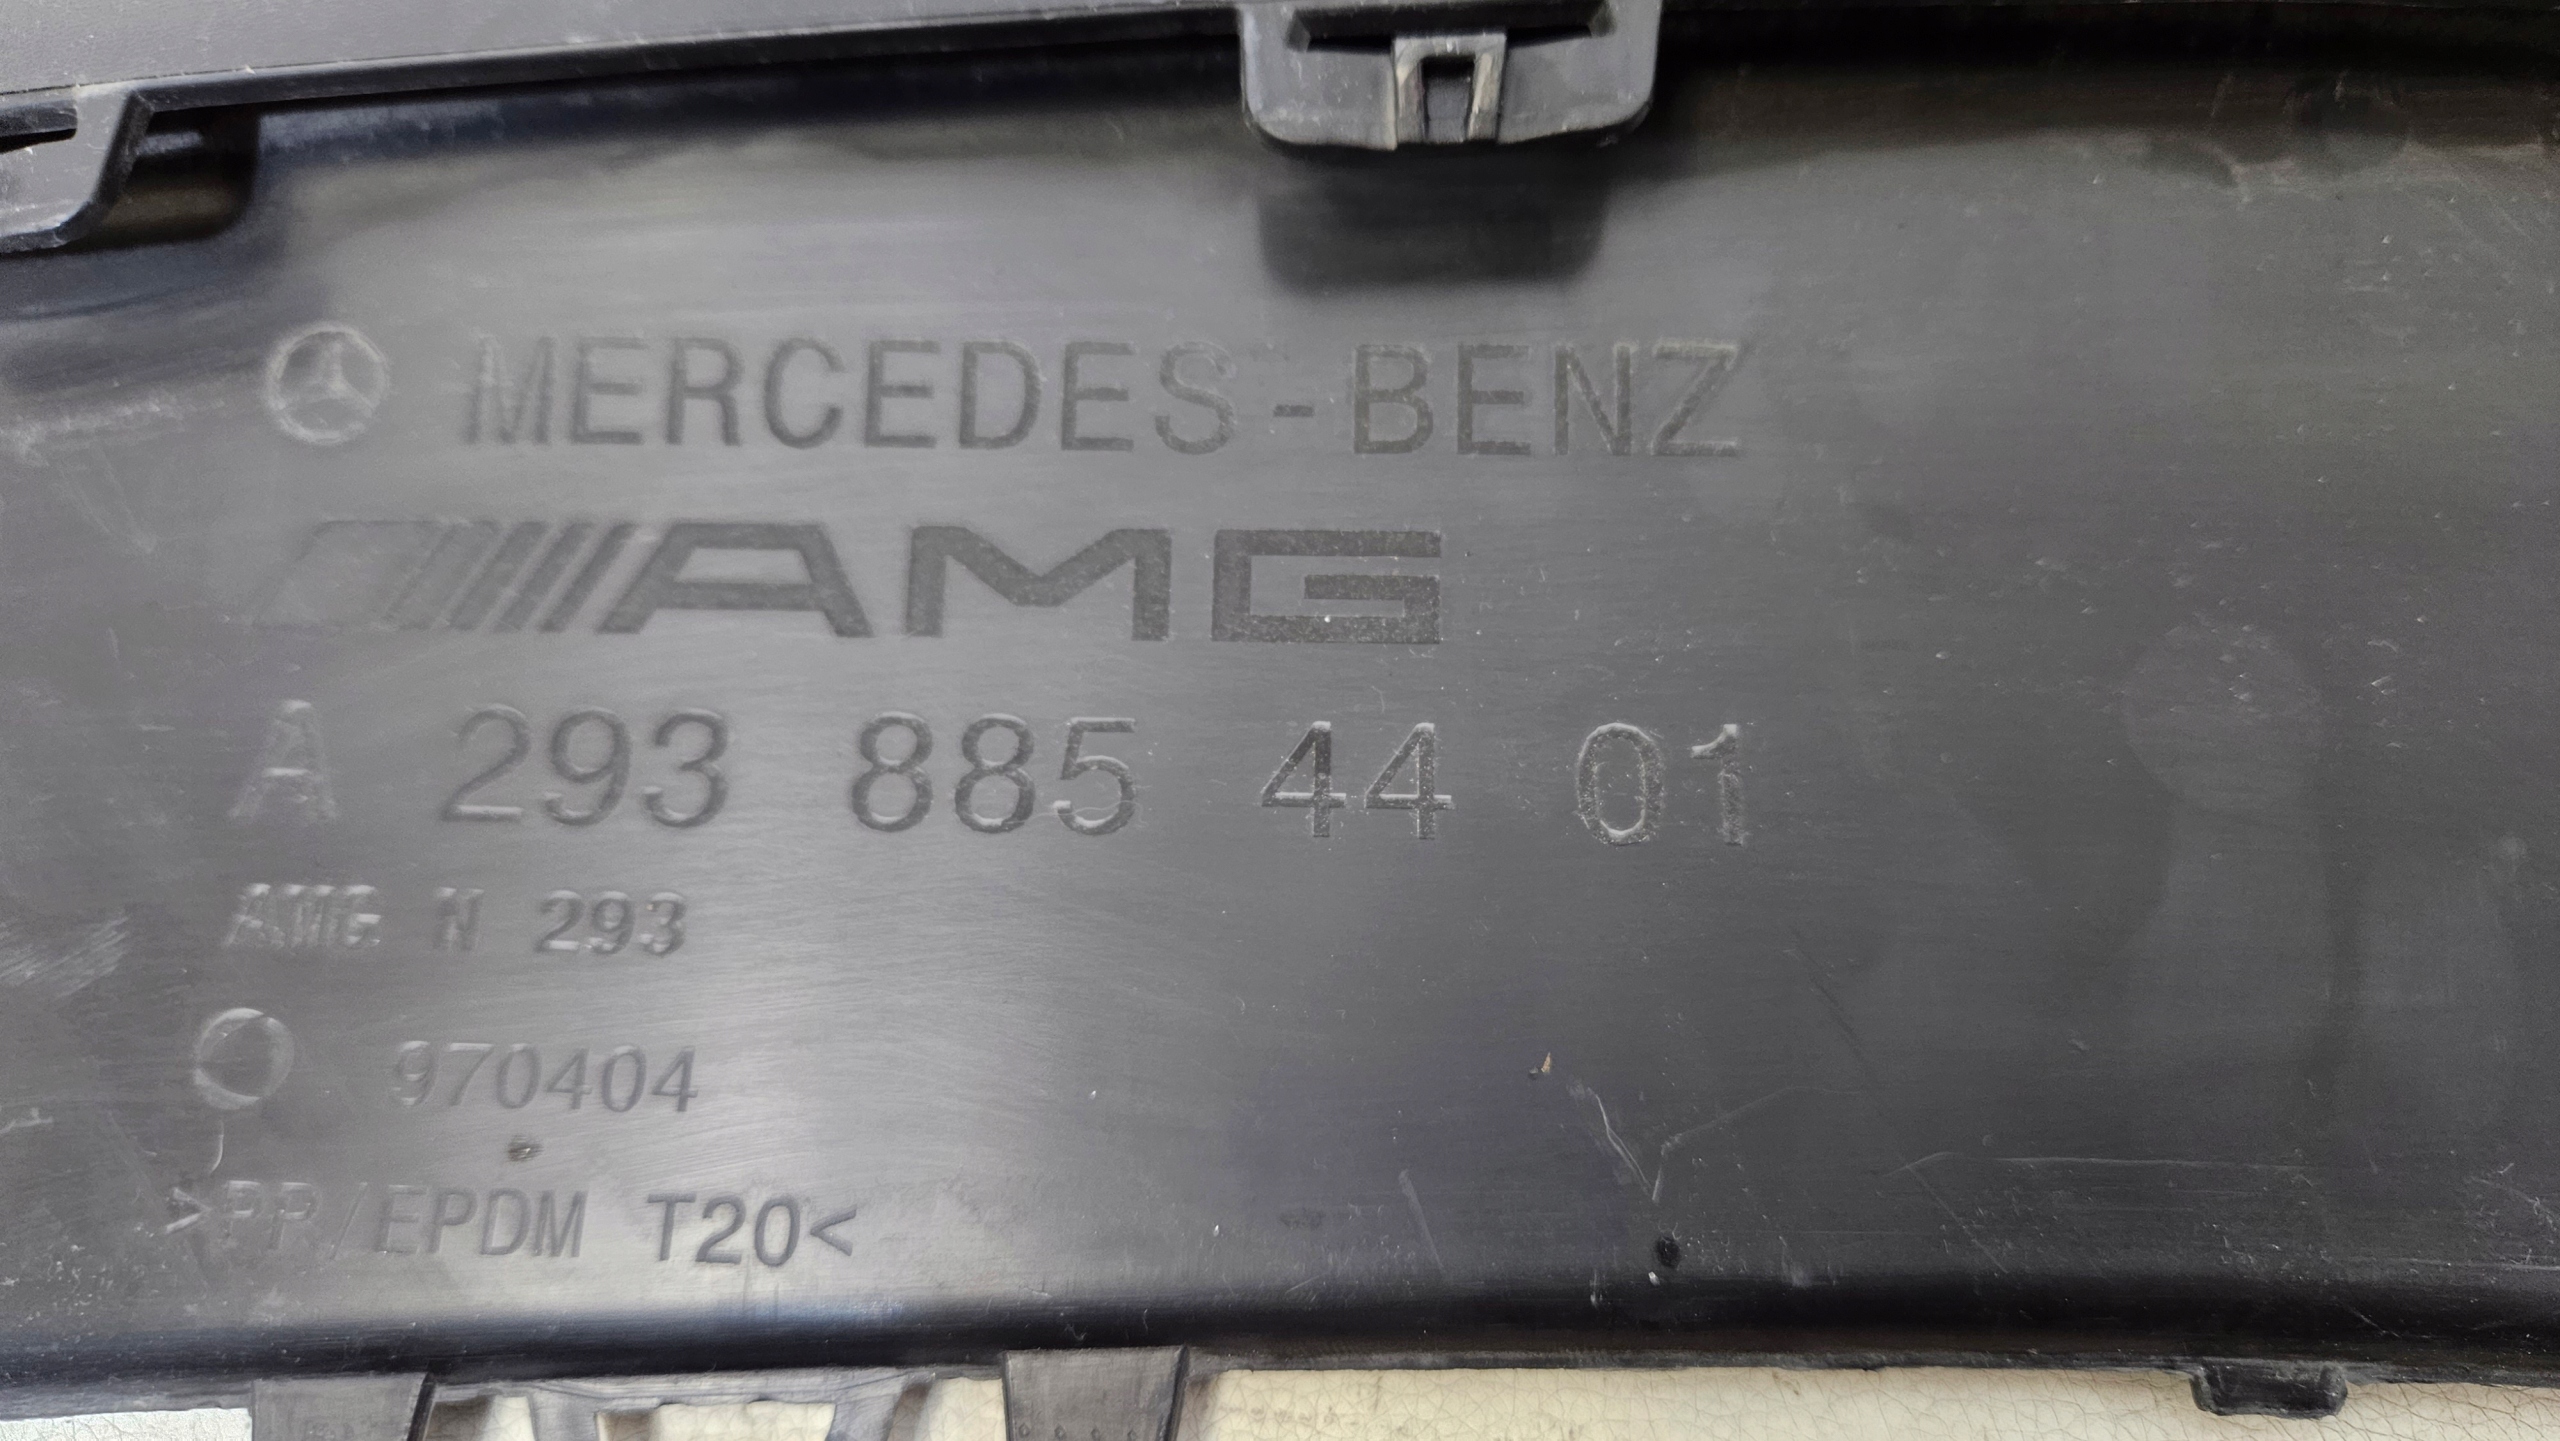 MERCEDES-BENZ
AMG
A 293 885 44 01
AMG N 293
970404
>PP/EPDM T20<